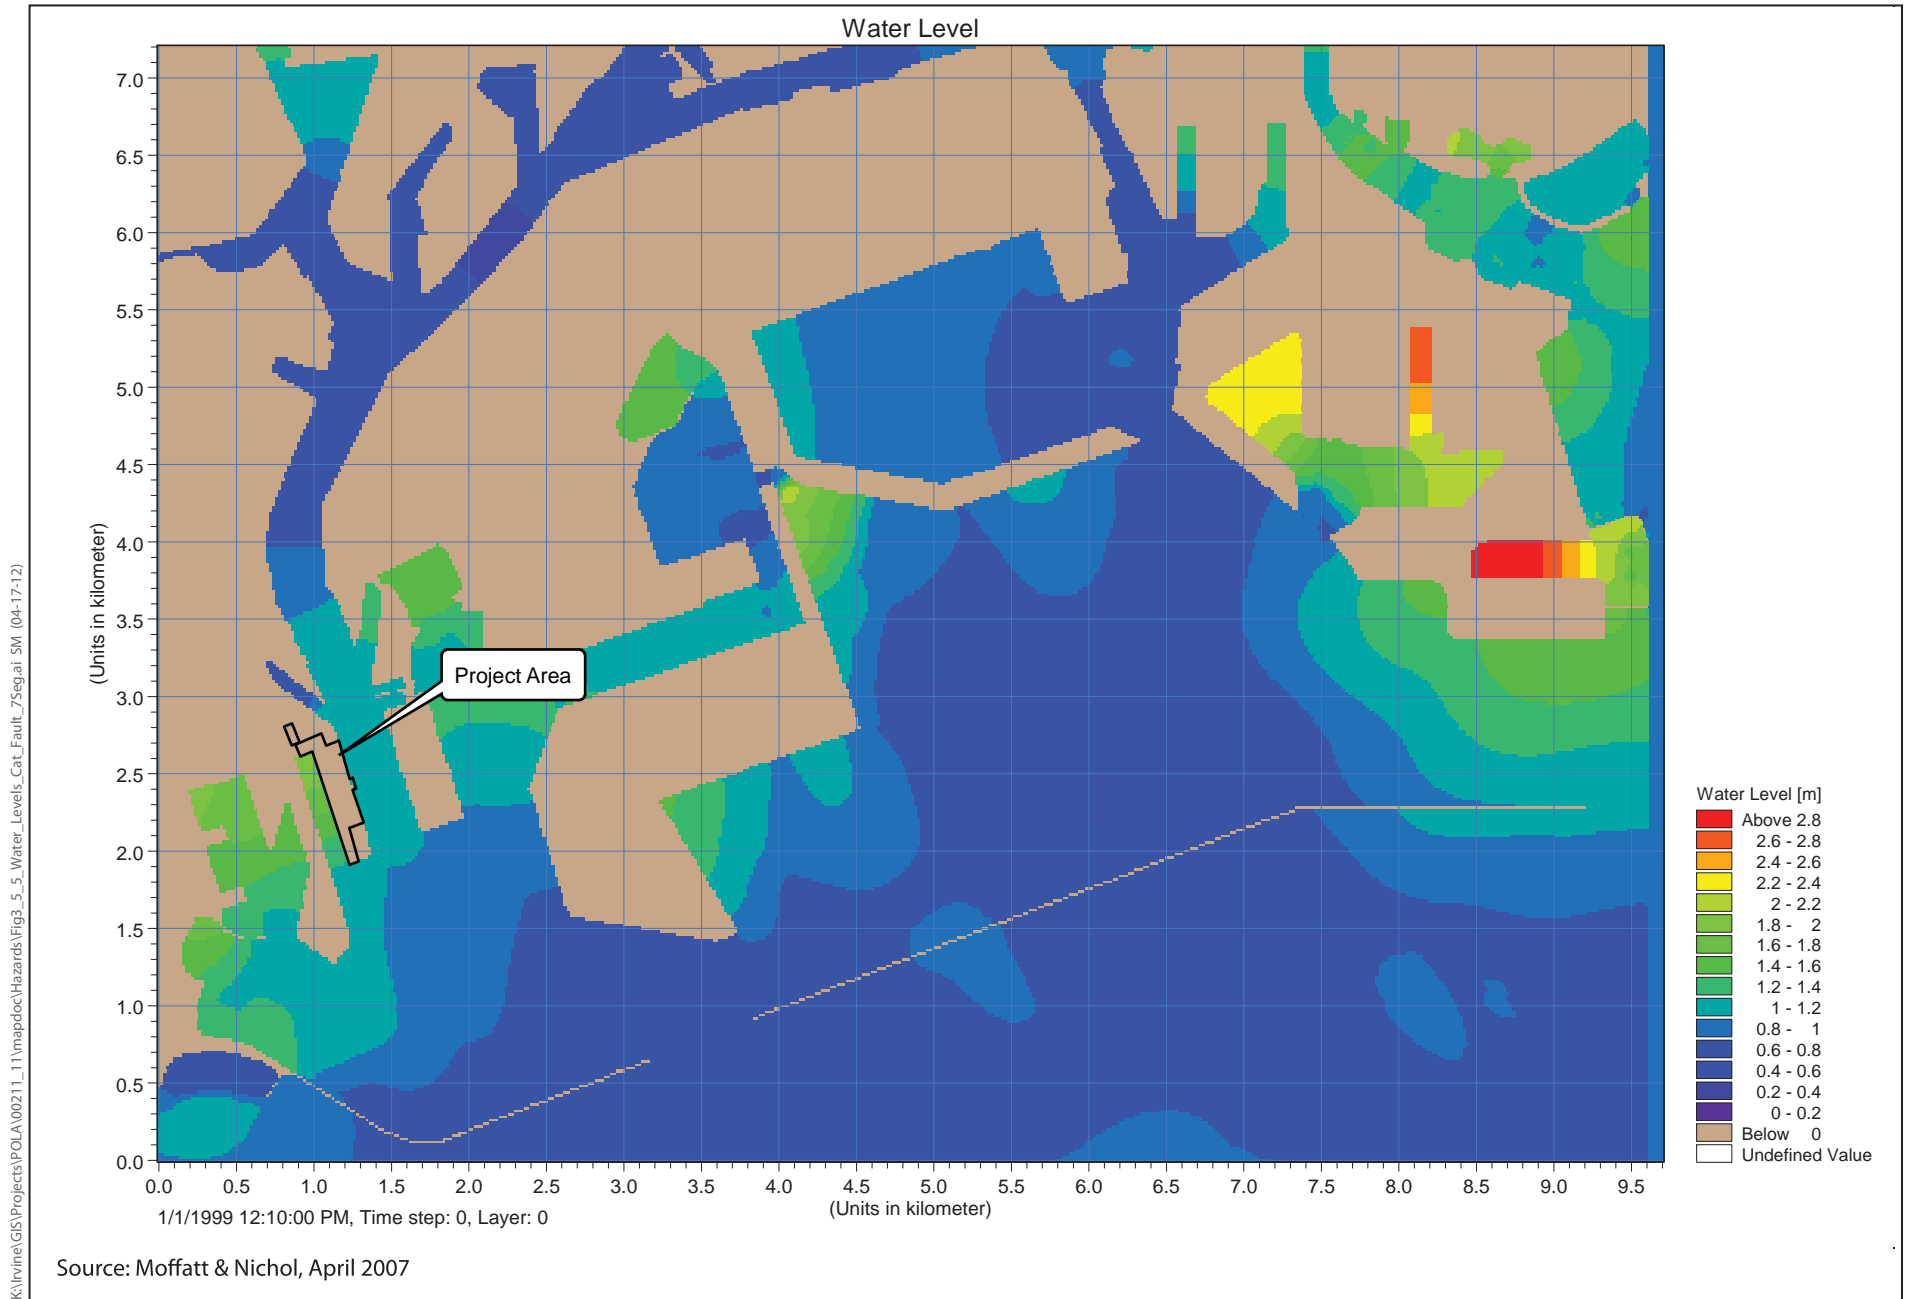 Water Level
7.0
6.5
6.0
5.5
5.0
4.5
4.0
3.5
3.0
2.5
2.0
1.5
1.0
0.5
0.0
(Units in kilometer)
Project Area
0.0 0.5 1.0 1.5 2.0 2.5 3.0 3.5 4.0 4.5 5.0 5.5 6.0 6.5 7.0 7.5 8.0 8.5 9.0 9.5
(Units in kilometer)
1/1/1999 12:10:00 PM, Time step: 0, Layer: 0
Water Level [m]
Above 2.8
2.6 - 2.8
2.4 - 2.6
2.2 - 2.4
2 - 2.2
1.8 - 2
1.6 - 1.8
1.4 - 1.6
1.2 - 1.4
1 - 1.2
0.8 - 1
0.6 - 0.8
0.4 - 0.6
0.2 - 0.4
0 - 0.2
Below 0
Undefined Value
Source: Moffatt & Nichol, April 2007
K:\Irvine\GIS\Projects\POLA\00211_11\mapdoc\Hazards\Fig3_5_5_Water_Levels_Cat_Fault_7Seg.ai SM (04-17-12)